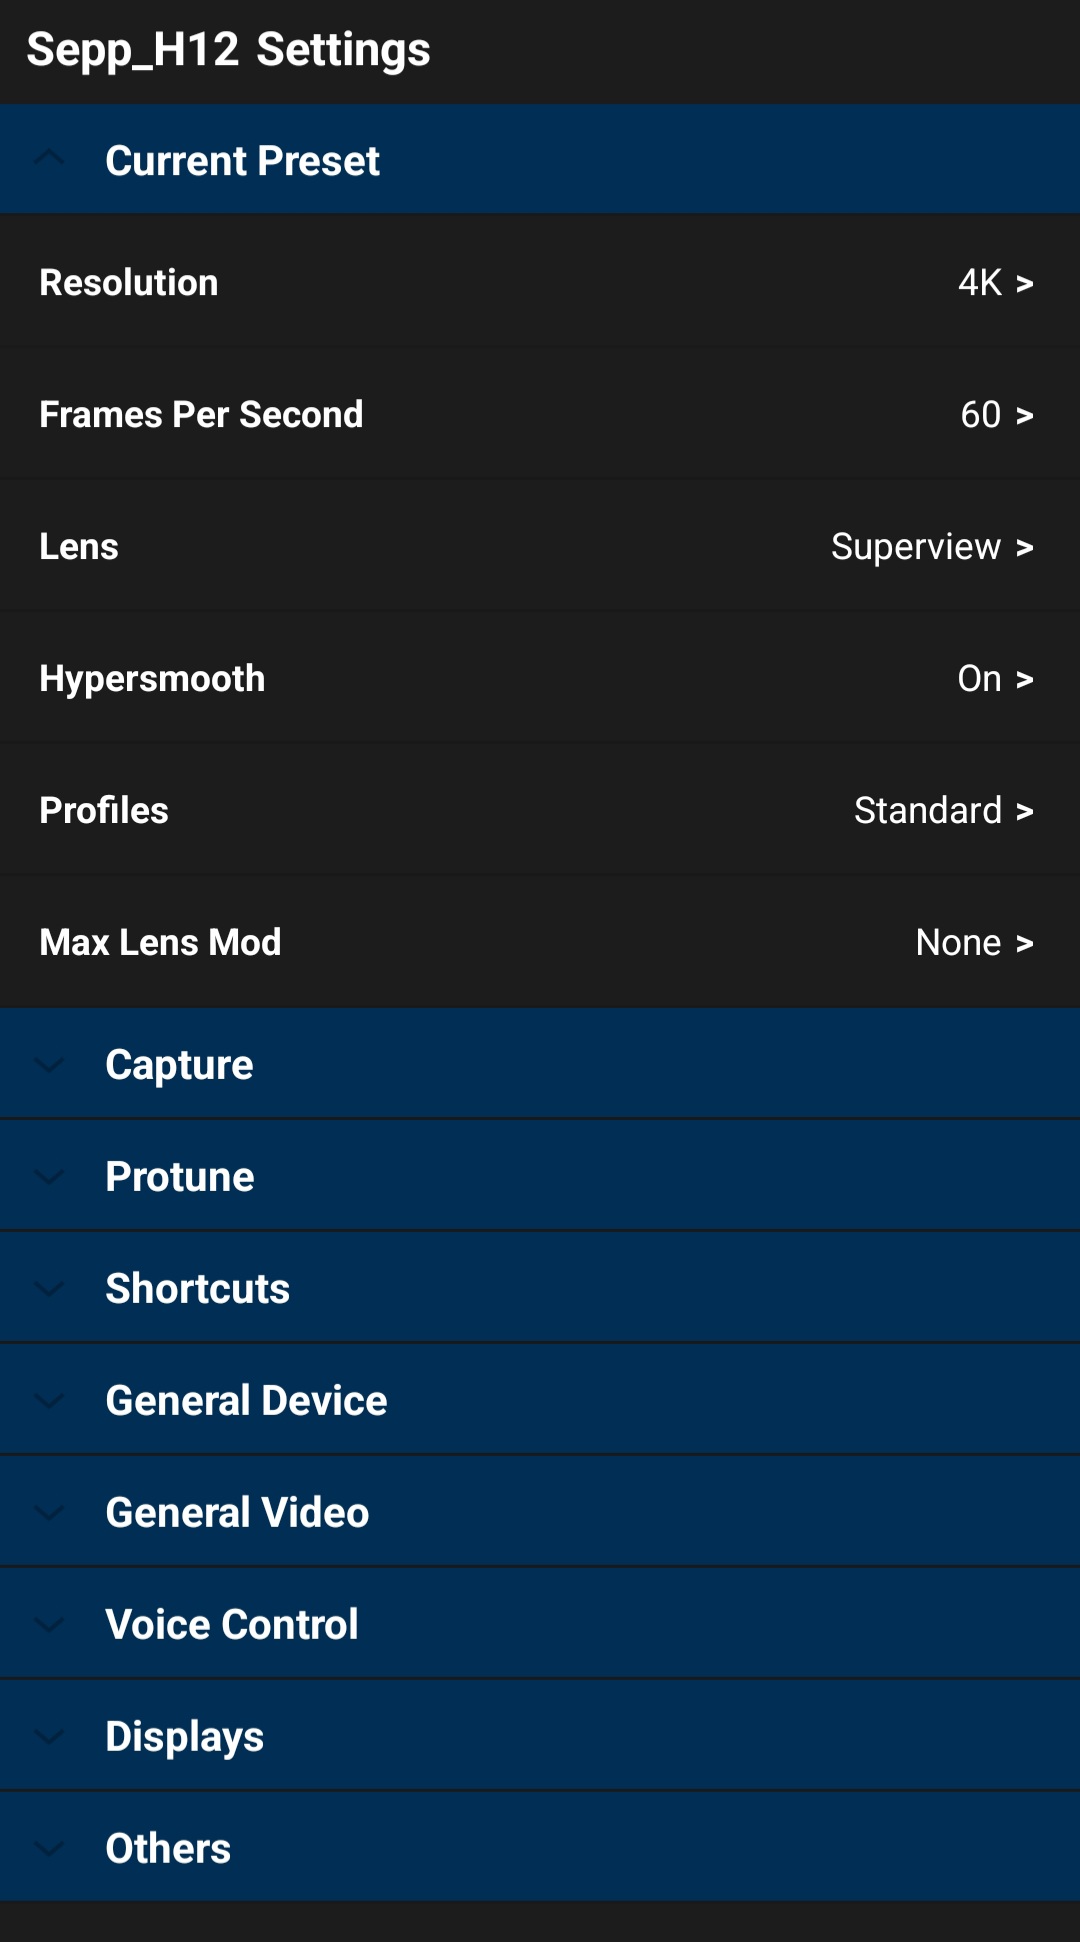 Sepp_H12 Settings
Current Preset
Resolution 4K >
Frames Per Second 60 >
Lens Superview >
Hypersmooth On >
Profiles Standard >
Max Lens Mod None >
Capture
Protune
Shortcuts
General Device
General Video
Voice Control
Displays
Others